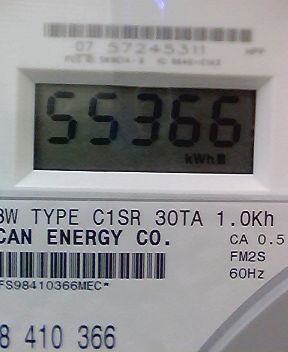 07 57245311
55366
kWh
3W TYPE C1SR 30TA 1.0Kh
CAN ENERGY CO.
CA 0.5
FM2S
60Hz
FS98410366MEC*
8 410 366